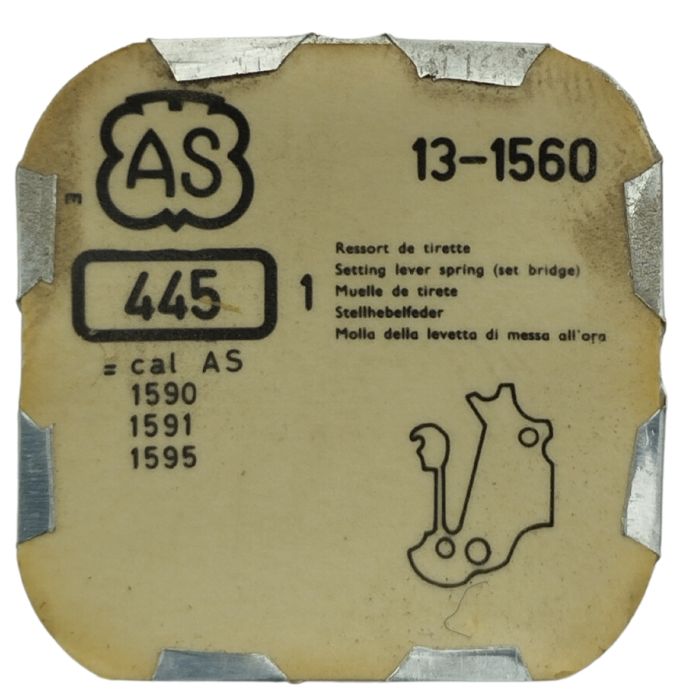 AS
13-1560
E
445
1
Ressort de tirette
Setting lever spring (set bridge)
Muelle de tirete
Stellhebelfeder
Molla della levetta di messa all'ora
= cal AS
1590
1591
1595